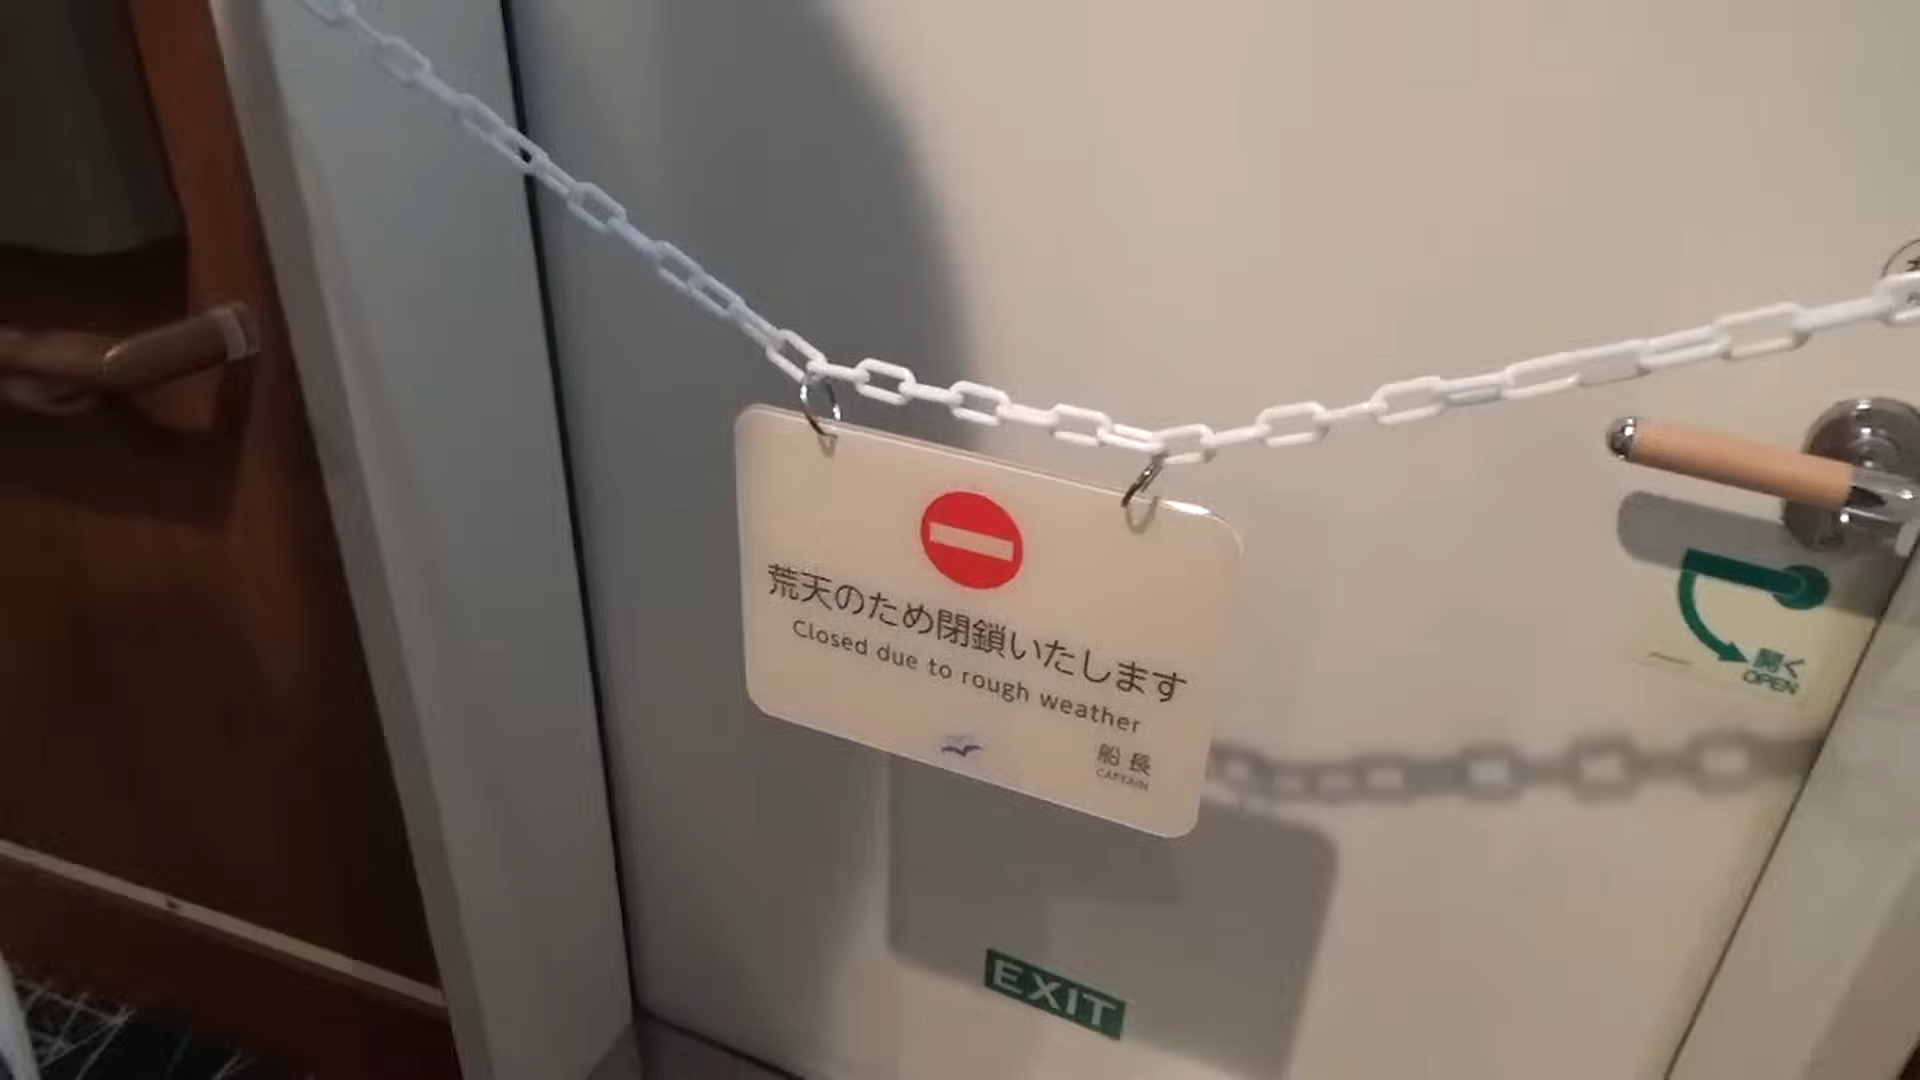 荒天のため閉鎖いたします
Closed due to rough weather
船長
CAPTAIN
開く
OPEN
EXIT